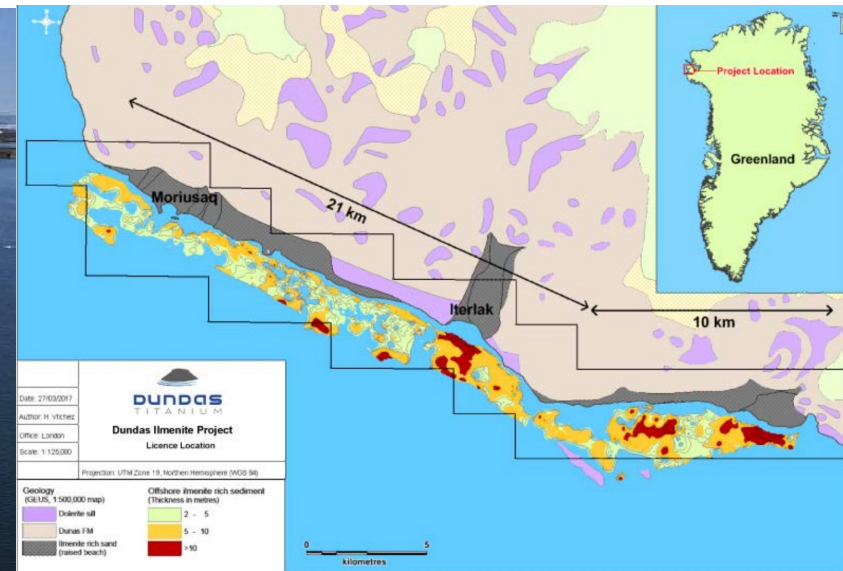 Project Location
Greenland
Moriusaq
21 km
Iterlak
10 km
DUNDAS
TITANIUM
Dundas Ilmenite Project
Licence Location
Date: 27/03/2017
Author: H. Vilchez
Office: London
Scale: 1:125,000
Projection: UTM Zone 19, Northen Hemisphere (WGS 84)
Geology
(GEUS, 1:500,000 map)
Dolerite sill
Dunas FM
Ilmenite rich sand
(raised beach)
Offshore ilmenite rich sediment
(Thickness in metres)
2 - 5
5 - 10
>10
0 5
kilometres